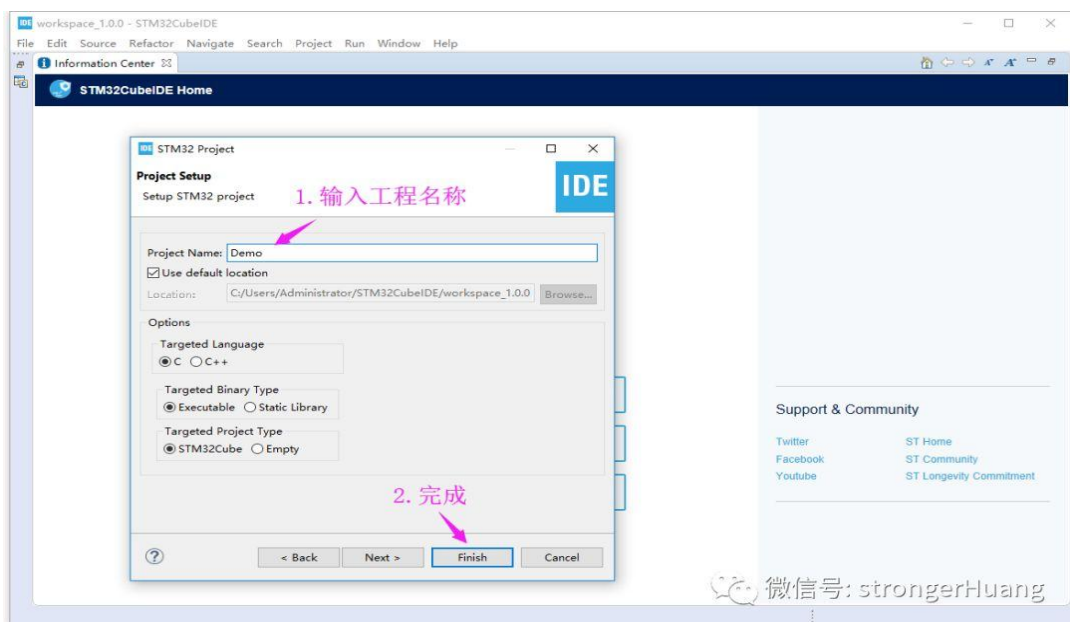 IDE workspace_1.0.0 - STM32CubeIDE
File Edit Source Refactor Navigate Search Project Run Window Help
Information Center
STM32CubeIDE Home
IDE STM32 Project
Project Setup
Setup STM32 project
IDE
1. 输入工程名称
Project Name: Demo
Use default location
Location: C:/Users/Administrator/STM32CubeIDE/workspace_1.0.0 Browse...
Options
Targeted Language
C C++
Targeted Binary Type
Executable Static Library
Targeted Project Type
STM32Cube Empty
2. 完成
? < Back Next > Finish Cancel
Support & Community
Twitter ST Home
Facebook ST Community
Youtube ST Longevity Commitment
微信号: strongerHuang